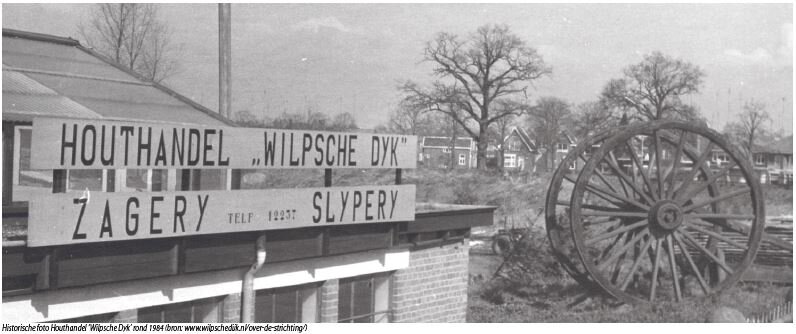 HOUTHANDEL „WILPSCHE DYK"
ZAGERY TELF 12237 SLYPERY
Historische foto Houthandel 'Wilpsche Dyk' rond 1984 (bron: www.wilpschedijk.nl/over-de-strichting/)